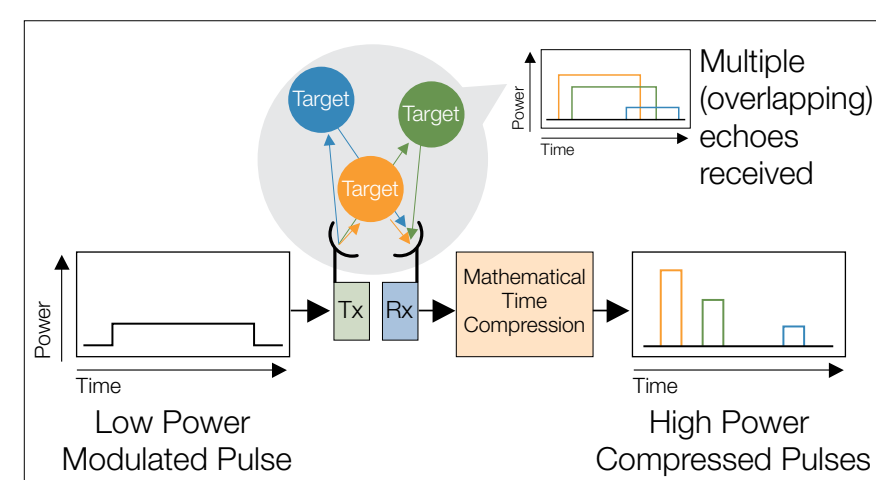 Target
Target
Target
Power
Time
Multiple
(overlapping)
echoes
received
Power
Time
Low Power
Modulated Pulse
Tx
Rx
Mathematical
Time
Compression
Power
Time
High Power
Compressed Pulses